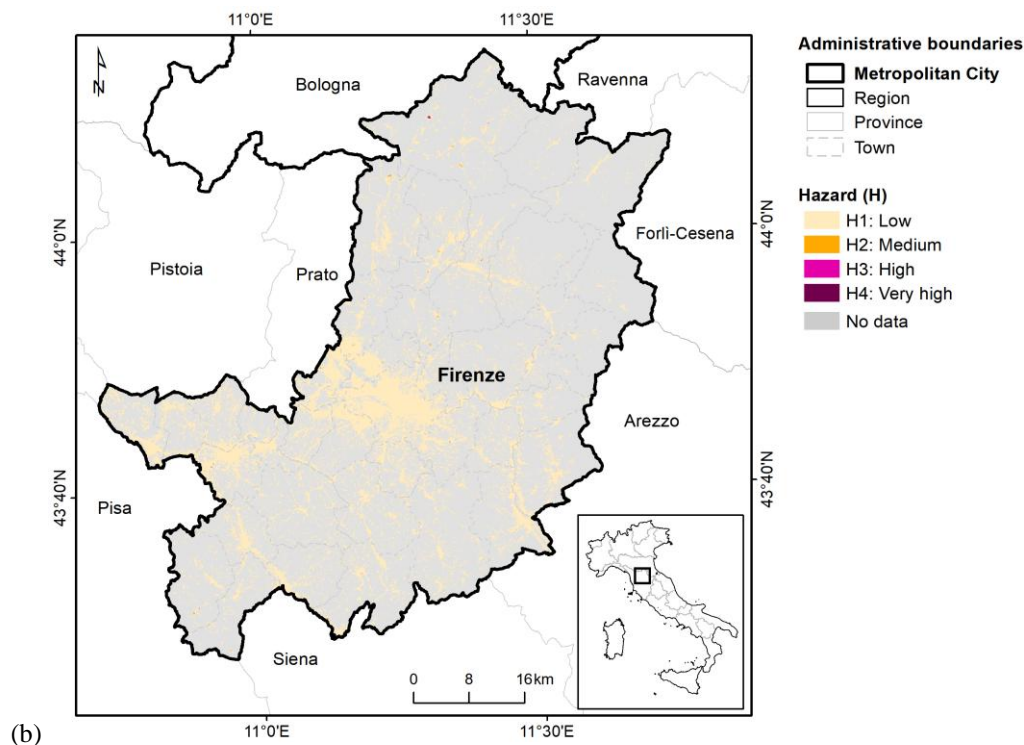 11°0'E
11°30'E
N
Bologna
Ravenna
Forlì-Cesena
Pistoia
Prato
Firenze
Arezzo
Pisa
Siena
44°0'N
44°0'N
43°40'N
43°40'N
0 8 16 km
11°0'E
11°30'E
Administrative boundaries
Metropolitan City
Region
Province
Town
Hazard (H)
H1: Low
H2: Medium
H3: High
H4: Very high
No data
(b)